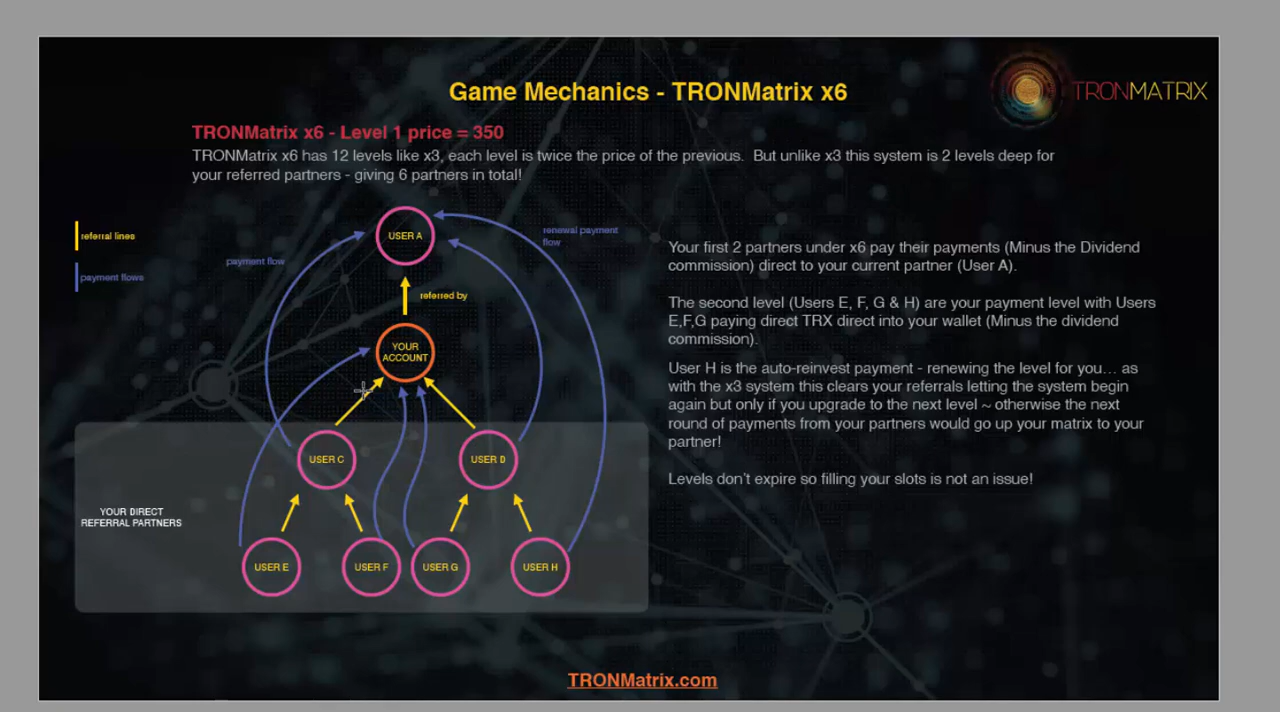 Game Mechanics - TRONMatrix x6
TRONMATRIX
TRONMatrix x6 - Level 1 price = 350
TRONMatrix x6 has 12 levels like x3, each level is twice the price of the previous. But unlike x3 this system is 2 levels deep for
your referred partners - giving 6 partners in total!
referral lines
payment flows
payment flow
renewal payment
flow
USER A
referred by
YOUR
ACCOUNT
USER C
USER D
YOUR DIRECT
REFERRAL PARTNERS
USER E
USER F
USER G
USER H
Your first 2 partners under x6 pay their payments (Minus the Dividend
commission) direct to your current partner (User A).
The second level (Users E, F, G & H) are your payment level with Users
E,F,G paying direct TRX direct into your wallet (Minus the dividend
commission).
User H is the auto-reinvest payment - renewing the level for you... as
with the x3 system this clears your referrals letting the system begin
again but only if you upgrade to the next level ~ otherwise the next
round of payments from your partners would go up your matrix to your
partner!
Levels don't expire so filling your slots is not an issue!
TRONMatrix.com